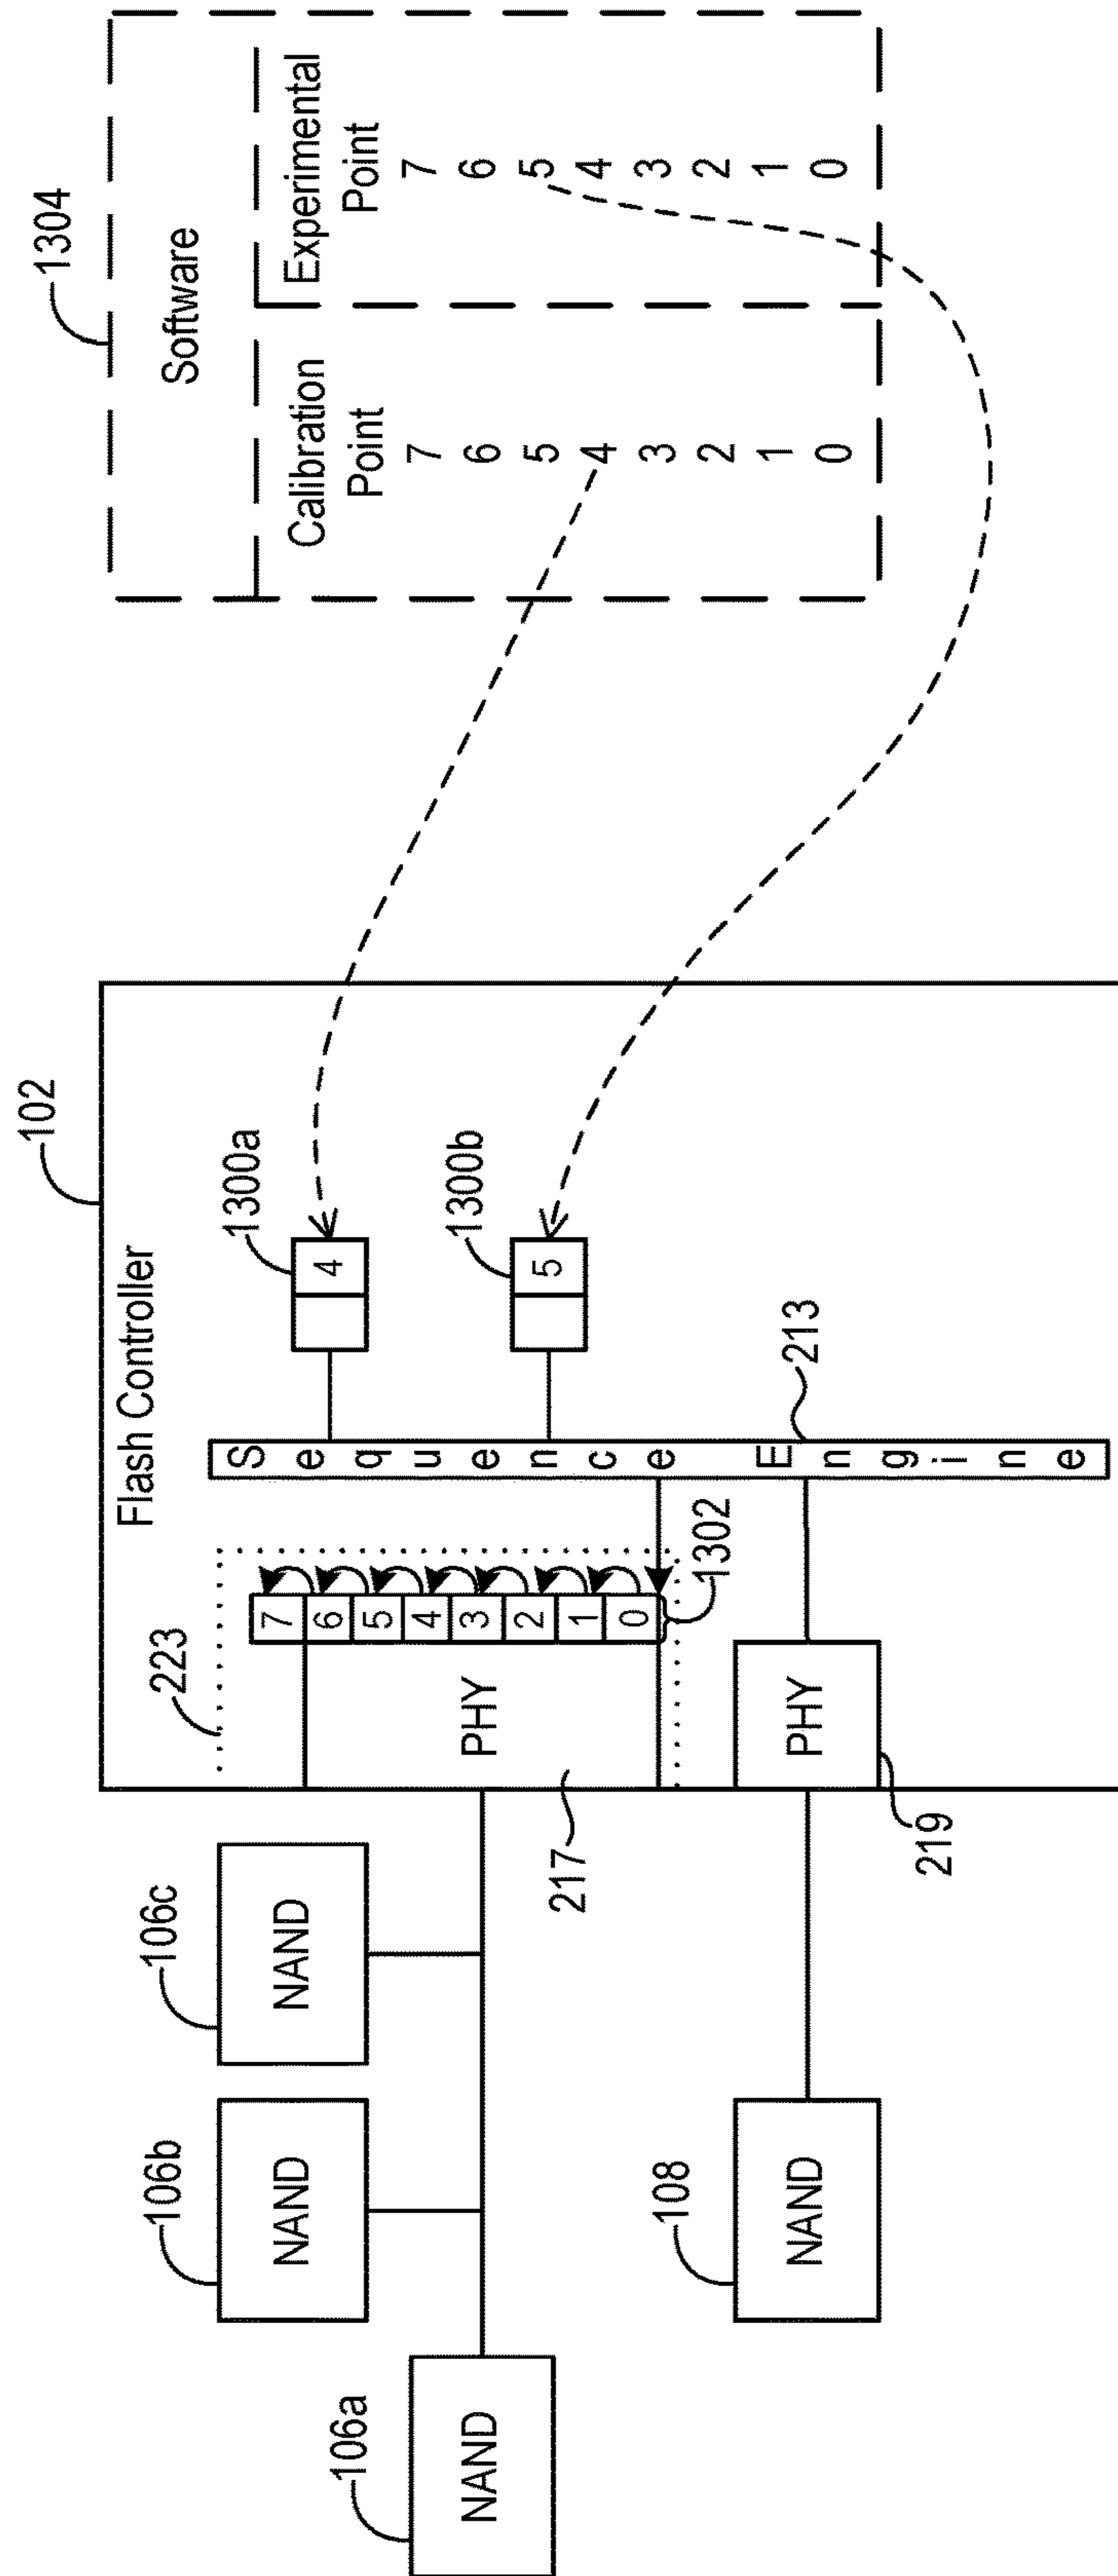 102
Flash Controller
1304
Software
Calibration
Point
7
6
5
4
3
2
1
0
Experimental
Point
7
6
5
4
3
2
1
0
106a
NAND
106b
NAND
106c
NAND
217
PHY
223
7
6
5
4
3
2
1
0
1302
Sequence Engine
213
1300a
4
1300b
5
108
NAND
PHY
219